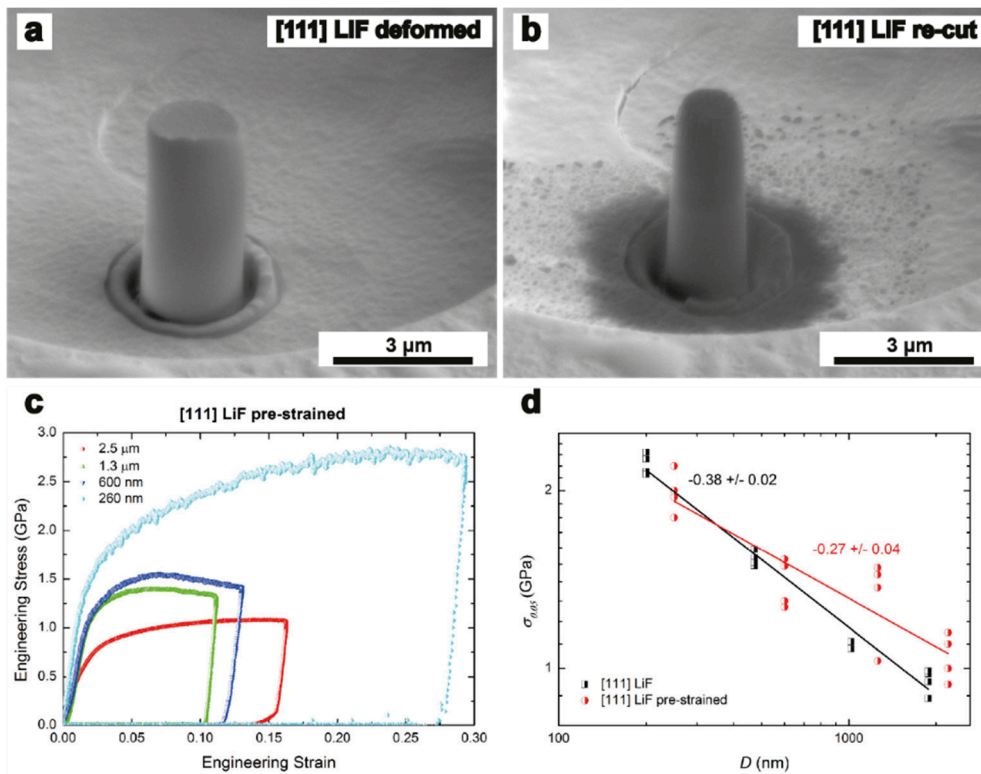 a
[111] LiF deformed
3 µm
b
[111] LiF re-cut
3 µm
c
[111] LiF pre-strained
3.0
2.5
2.0
1.5
1.0
0.5
0.0
Engineering Stress (GPa)
2.5 µm
1.3 µm
600 nm
260 nm
0.00 0.05 0.10 0.15 0.20 0.25 0.30
Engineering Strain
d
2
1
σ0.05 (GPa)
-0.38 +/- 0.02
-0.27 +/- 0.04
[111] LiF
[111] LiF pre-strained
100 1000
D (nm)